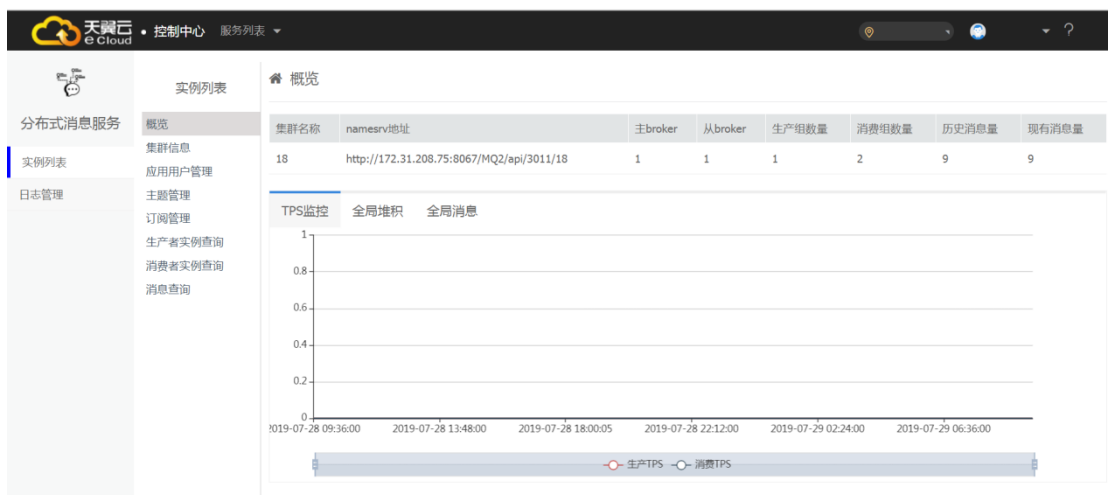 天翼云 e Cloud • 控制中心 服务列表 ?
分布式消息服务
实例列表
日志管理
实例列表
概览
集群信息
应用用户管理
主题管理
订阅管理
生产者实例查询
消费者实例查询
消息查询
概览
集群名称 namesrv地址 主broker 从broker 生产组数量 消费组数量 历史消息量 现有消息量
18 http://172.31.208.75:8067/MQ2/api/3011/18 1 1 1 2 9 9
TPS监控 全局堆积 全局消息
1
0.8
0.6
0.4
0.2
0
2019-07-28 09:36:00 2019-07-28 13:48:00 2019-07-28 18:00:05 2019-07-28 22:12:00 2019-07-29 02:24:00 2019-07-29 06:36:00
生产TPS 消费TPS